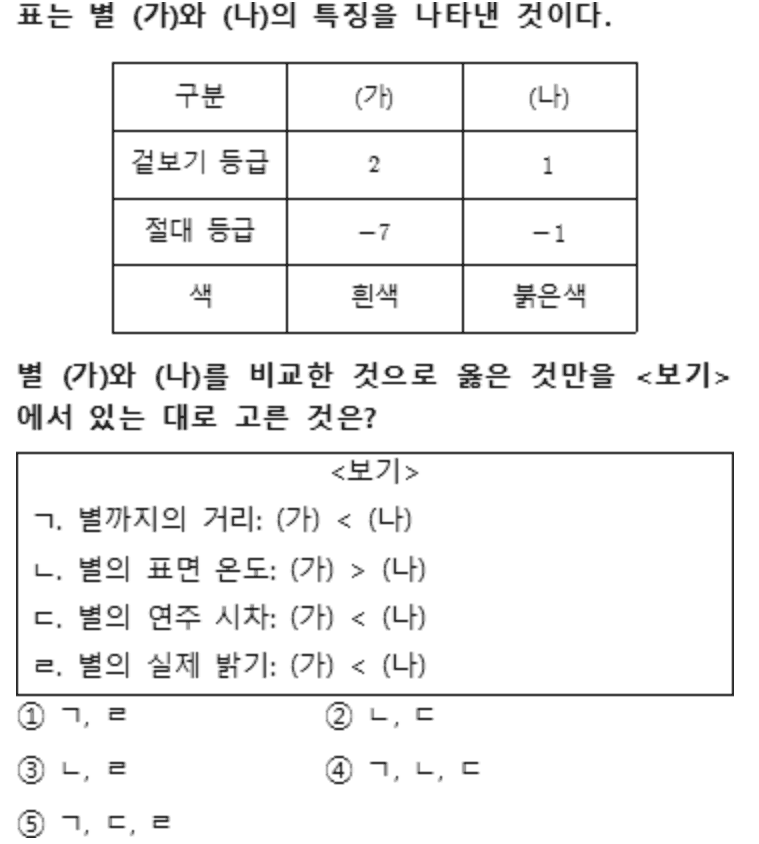 표는 별 (가)와 (나)의 특징을 나타낸 것이다.
구분 (가) (나)
겉보기 등급 2 1
절대 등급 −7 −1
색 흰색 붉은색
별 (가)와 (나)를 비교한 것으로 옳은 것만을 <보기>
에서 있는 대로 고른 것은?
<보기>
ㄱ. 별까지의 거리: (가) < (나)
ㄴ. 별의 표면 온도: (가) > (나)
ㄷ. 별의 연주 시차: (가) < (나)
ㄹ. 별의 실제 밝기: (가) < (나)
① ㄱ, ㄹ ② ㄴ, ㄷ
③ ㄴ, ㄹ ④ ㄱ, ㄴ, ㄷ
⑤ ㄱ, ㄷ, ㄹ